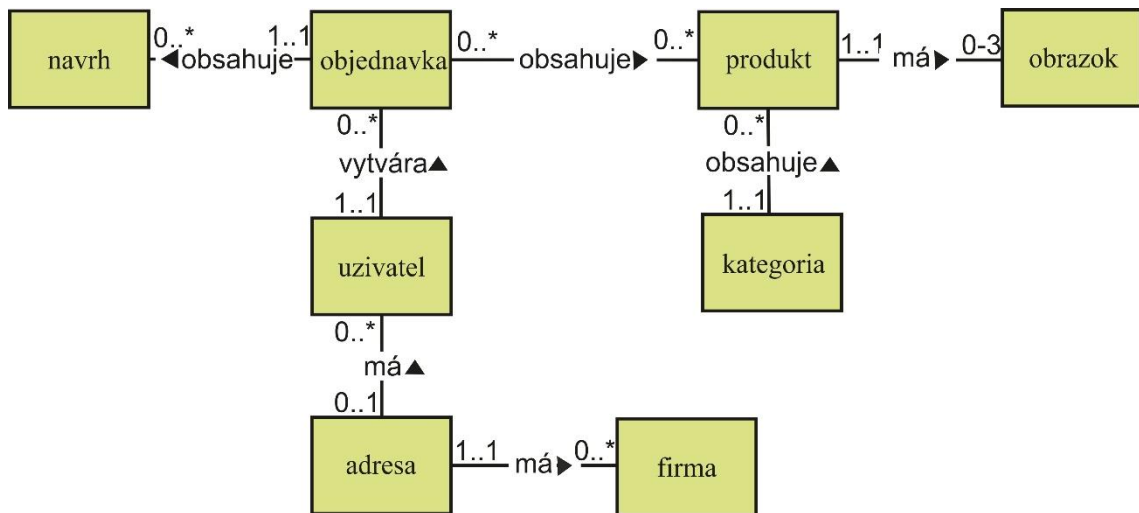 0..* 1..1 0..* 0..* 1..1 0-3
navrh ◀obsahuje objednavka obsahuje▶ produkt má▶ obrazok
0..* 0..*
vytvára▲ obsahuje▲
1..1 1..1
uzivatel kategoria
0..*
má▲
0..1
adresa 1..1 má▶ 0..* firma